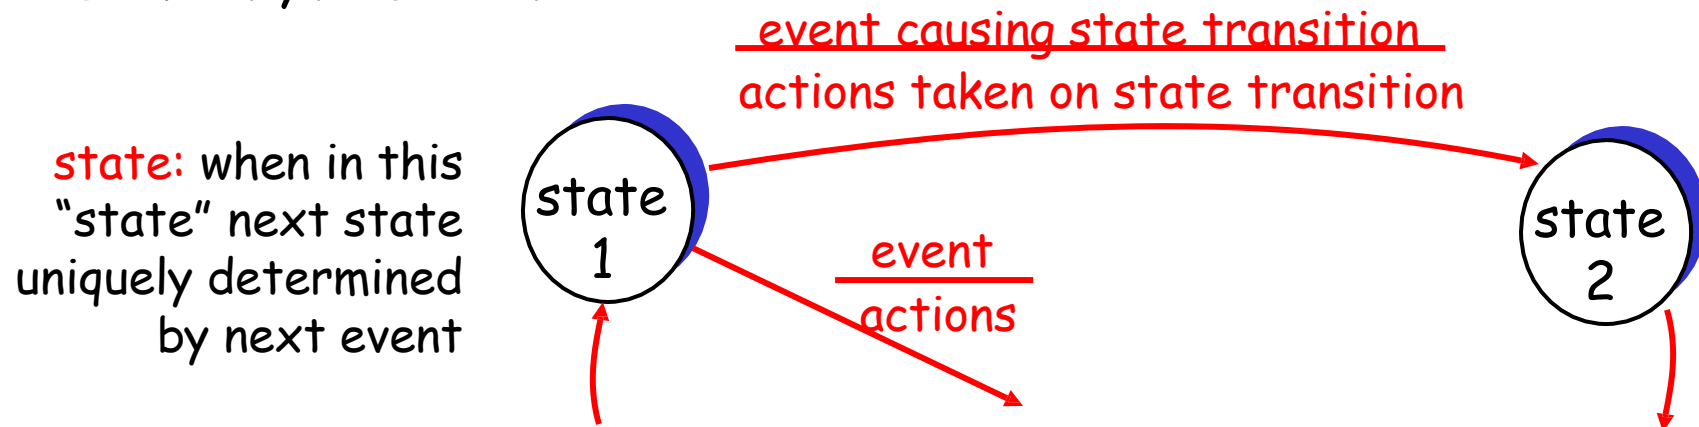 event causing state transition
actions taken on state transition
state: when in this
“state” next state
uniquely determined
by next event
state
1
event
actions
state
2